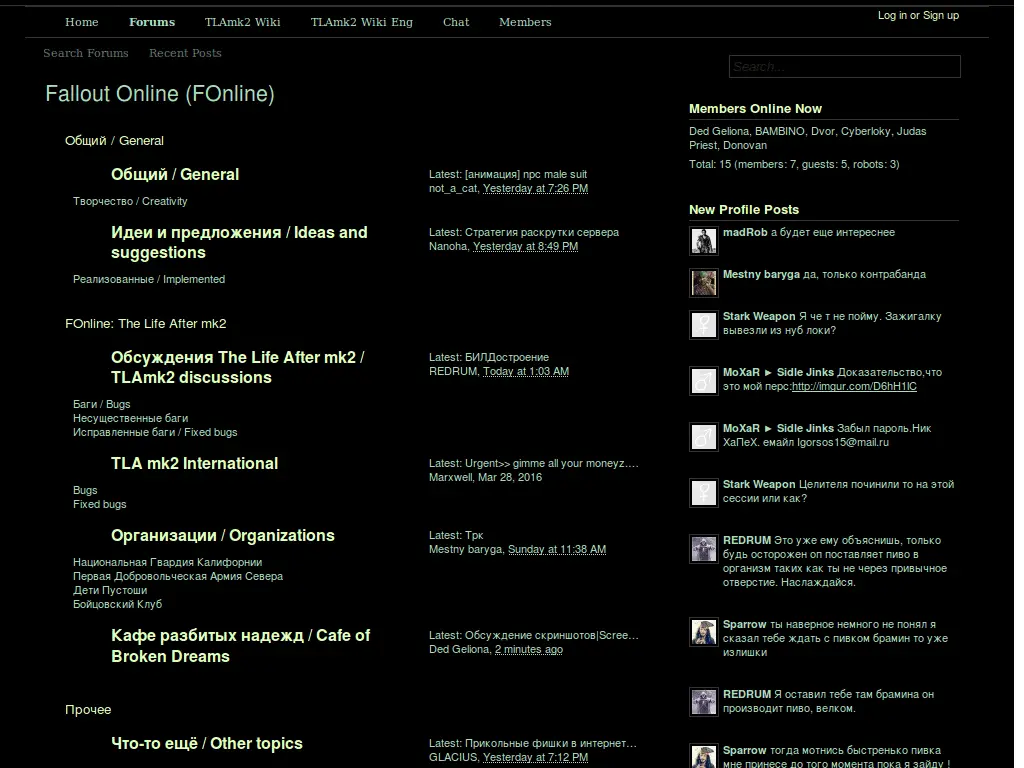 Home Forums TLAmk2 Wiki TLAmk2 Wiki Eng Chat Members
Log in or Sign up
Search Forums Recent Posts
Search...
Fallout Online (FOnline)
Общий / General
Общий / General
Latest: [анимация] npc male suit
not_a_cat, Yesterday at 7:26 PM
Творчество / Creativity
Идеи и предложения / Ideas and
suggestions
Latest: Стратегия раскрутки сервера
Nanoha, Yesterday at 8:49 PM
Реализованные / Implemented
FOnline: The Life After mk2
Обсуждения The Life After mk2 /
TLAmk2 discussions
Latest: БИЛДостроение
REDRUM, Today at 1:03 AM
Баги / Bugs
Несущественные баги
Исправленные баги / Fixed bugs
TLA mk2 International
Latest: Urgent>> gimme all your moneyz....
Marxwell, Mar 28, 2016
Bugs
Fixed bugs
Организации / Organizations
Latest: Трк
Mestny baryga, Sunday at 11:38 AM
Национальная Гвардия Калифорнии
Первая Добровольческая Армия Севера
Дети Пустоши
Бойцовский Клуб
Кафе разбитых надежд / Cafe of
Broken Dreams
Latest: Обсуждение скриншотов|Scree...
Ded Geliona, 2 minutes ago
Прочее
Что-то ещё / Other topics
Latest: Прикольные фишки в интернет...
GLACIUS, Yesterday at 7:12 PM
Members Online Now
Ded Geliona, BAMBINO, Dvor, Cyberloky, Judas
Priest, Donovan
Total: 15 (members: 7, guests: 5, robots: 3)
New Profile Posts
madRob а будет еще интереснее
Mestny baryga да, только контрабанда
Stark Weapon Я че т не пойму. Зажигалку
вывезли из нуб локи?
MoXaR ► Sidle Jinks Доказательство,что
это мой перс:http://imgur.com/D6hH1lC
MoXaR ► Sidle Jinks Забыл пароль.Ник
ХаПеХ. емайл Igorsos15@mail.ru
Stark Weapon Целителя починили то на этой
сессии или как?
REDRUM Это уже ему объяснишь, только
будь осторожен оп поставляет пиво в
организм таких как ты не через привычное
отверстие. Наслаждайся.
Sparrow ты наверное немного не понял я
сказал тебе ждать с пивком брамин то уже
излишки
REDRUM Я оставил тебе там брамина он
производит пиво, велком.
Sparrow тогда мотнись быстренько пивка
мне принесе до того момента пока я зайду !